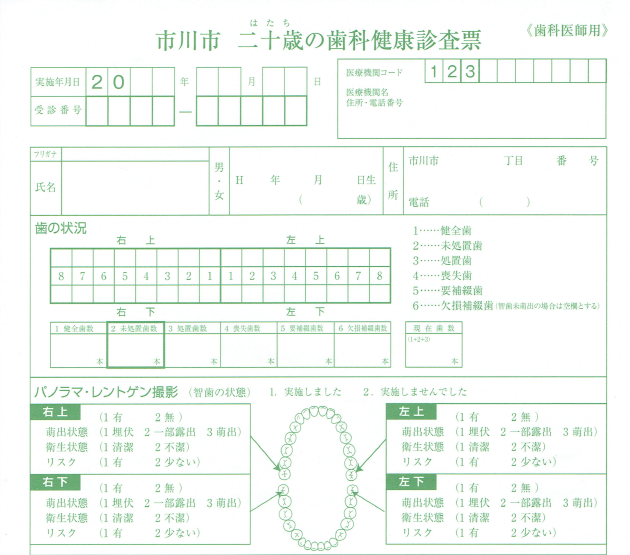 《歯科医師用》
はたち
市川市 二十歳の歯科健康診査票
実施年月日 20 年 月 日
受診番号 —
医療機関コード 123
医療機関名
住所・電話番号
フリガナ
氏名
男・女
H 年 月 日生
( 歳)
住所
市川市 丁目 番 号
電話 ( )
歯の状況
右 上 左 上
8 7 6 5 4 3 2 1 1 2 3 4 5 6 7 8
右 下 左 下
1……健全歯
2……未処置歯
3……処置歯
4……喪失歯
5……要補綴歯
6……欠損補綴歯(智歯未萌出の場合は空欄とする)
1 健全歯数 2 未処置歯数 3 処置歯数 4 喪失歯数 5 要補綴歯数 6 欠損補綴歯数 現在歯数
(1+2+3)
本 本 本 本 本 本 本
パノラマ・レントゲン撮影 (智歯の状態) 1. 実施しました 2. 実施しませんでした
右上 (1 有 2 無)
萌出状態 (1 埋伏 2 一部露出 3 萌出)
衛生状態 (1 清潔 2 不潔)
リスク (1 有 2 少ない)
右下 (1 有 2 無)
萌出状態 (1 埋伏 2 一部露出 3 萌出)
衛生状態 (1 清潔 2 不潔)
リスク (1 有 2 少ない)
左上 (1 有 2 無)
萌出状態 (1 埋伏 2 一部露出 3 萌出)
衛生状態 (1 清潔 2 不潔)
リスク (1 有 2 少ない)
左下 (1 有 2 無)
萌出状態 (1 埋伏 2 一部露出 3 萌出)
衛生状態 (1 清潔 2 不潔)
リスク (1 有 2 少ない)